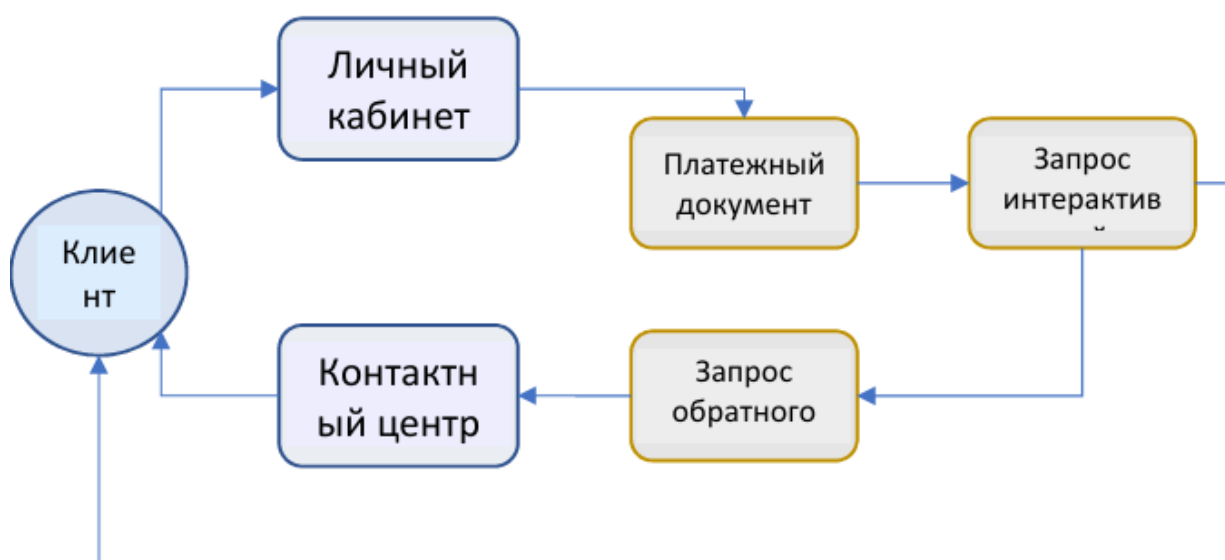 Личный
кабинет
Платежный
документ
Запрос
интерактив
Клие
нт
Контактн
ый центр
Запрос
обратного